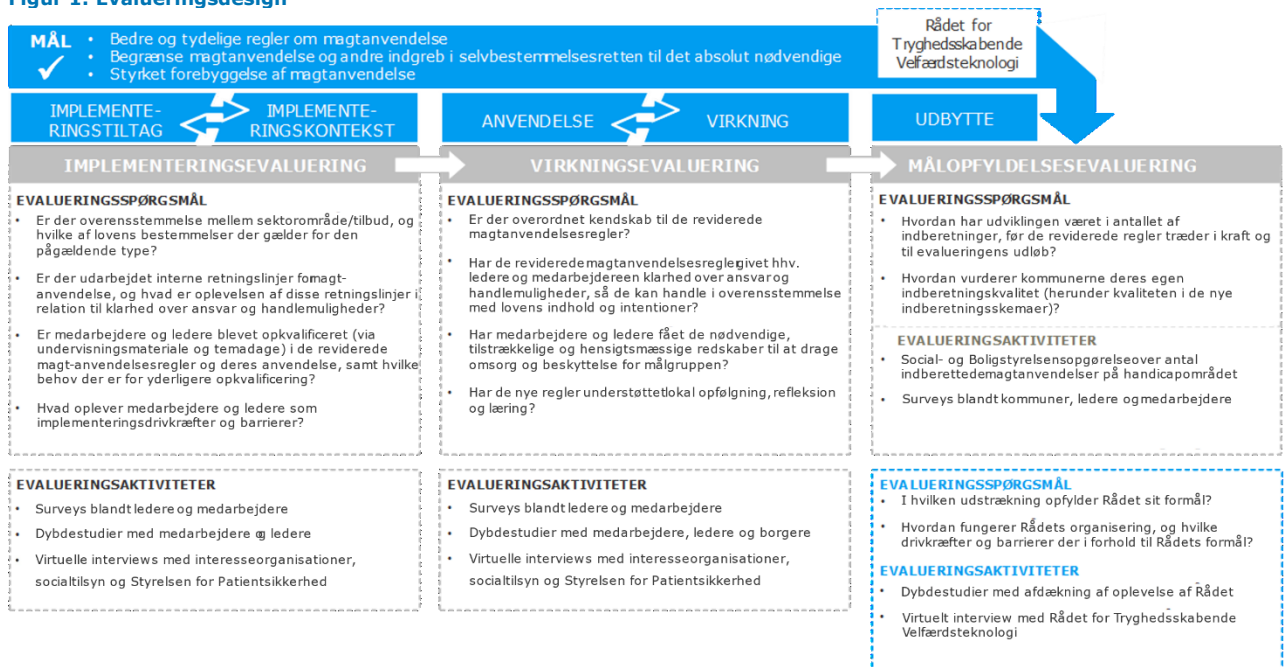 Figur 1. Evalueringsdesign
MÅL
• Bedre og tydelige regler om magtanvendelse
• Begrænse magtanvendelse og andre indgreb i selvbestemmelsesretten til det absolut nødvendige
• Styrket forebyggelse af magtanvendelse
Rådet for
Tryghedsskabende
Velfærdsteknologi
IMPLEMENTE-
RINGSTILTAG
IMPLEMENTE-
RINGSKONTEKST
ANVENDELSE
VIRKNING
UDBYTTE
IMPLEMENTERINGSEVALUERING
VIRKNINGSEVALUERING
MÅLOPFYLDELSESEVALUERING
EVALUERINGSSPØRGSMÅL
• Er der overensstemmelse mellem sektorområde/tilbud, og
hvilke af lovens bestemmelser der gælder for den
pågældende type?
• Er der udarbejdet interne retningslinjer formagt-
anvendelse, og hvad er oplevelsen af disse retningslinjer i
relation til klarhed over ansvar og handlemuligheder?
• Er medarbejdere og ledere blevet opkvalificeret (via
undervisningsmateriale og temadage) i de reviderede
magt-anvendelsesregler og deres anvendelse, samt hvilke
behov der er for yderligere opkvalificering?
• Hvad oplever medarbejdere og ledere som
implementeringsdrivkræfter og barrierer?
EVALUERINGSAKTIVITETER
• Surveys blandt ledere og medarbejdere
• Dybdestudier med medarbejdere og ledere
• Virtuelle interviews med interesseorganisationer,
socialtilsyn og Styrelsen for Patientsikkerhed
EVALUERINGSSPØRGSMÅL
• Er der overordnet kendskab til de reviderede
magtanvendelsesregler?
• Har de revideredemagtanvendelsesreglergivet hhv.
ledere og medarbejdereen klarhed over ansvar og
handlemuligheder, så de kan handle i overensstemmelse
med lovens indhold og intentioner?
• Har medarbejdere og ledere fået de nødvendige,
tilstrækkelige og hensigtsmæssige redskaber til at drage
omsorg og beskyttelse for målgruppen?
• Har de nye regler understøttetlokal opfølgning, refleksion
og læring?
EVALUERINGSAKTIVITETER
• Surveys blandt ledere og medarbejdere
• Dybdestudier med medarbejdere, ledere og borgere
• Virtuelle interviews med interesseorganisationer,
socialtilsyn og Styrelsen for Patientsikkerhed
EVALUERINGSSPØRGSMÅL
• Hvordan har udviklingen været i antallet af
indberetninger, før de reviderede regler træder i kraft og
til evalueringens udløb?
• Hvordan vurderer kommunerne deres egen
indberetningskvalitet (herunder kvaliteten i de nye
indberetningsskemaer)?
EVALUERINGSAKTIVITETER
• Social- og Boligstyrelsensopgørelseover antal
indberettedemagtanvendelser på handicapområdet
• Surveys blandt kommuner, ledere ogmedarbejdere
EVALUERINGSSPØRGSMÅL
• I hvilken udstrækning opfylder Rådet sit formål?
• Hvordan fungerer Rådets organisering, og hvilke
drivkræfter og barrierer der i forhold til Rådets formål?
EVALUERINGSAKTIVITETER
• Dybdestudier med afdækning af oplevelse af Rådet
• Virtuelt interview med Rådet for Tryghedsskabende
Velfærdsteknologi